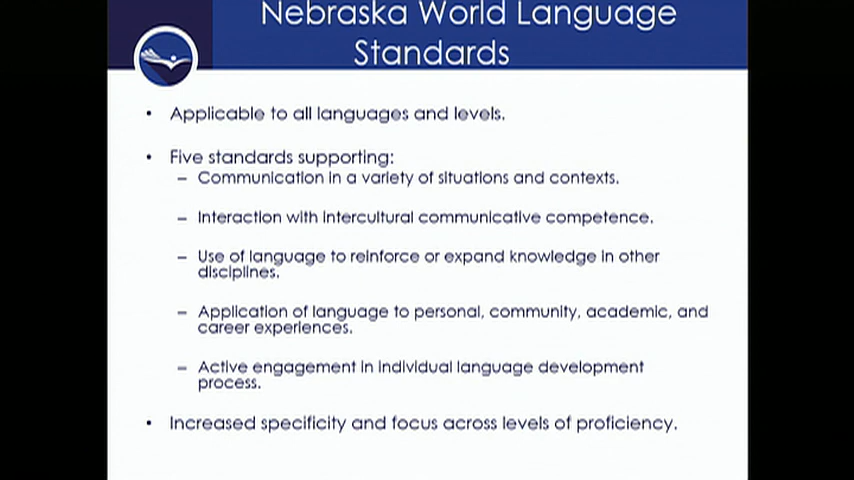 Nebraska World Language
Standards
• Applicable to all languages and levels.
• Five standards supporting:
– Communication in a variety of situations and contexts.
– Interaction with intercultural communicative competence.
– Use of language to reinforce or expand knowledge in other
disciplines.
– Application of language to personal, community, academic, and
career experiences.
– Active engagement in individual language development
process.
• Increased specificity and focus across levels of proficiency.